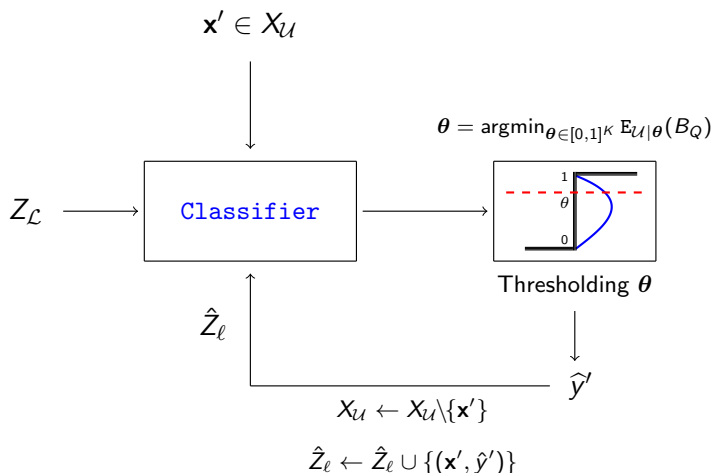 𝐱′ ∈ X_𝒰
𝜽 = argmin_{𝜽∈[0,1]^K} 𝙴_{𝒰|𝜽}(B_Q)
Z_ℒ
Classifier
1
θ
0
Thresholding 𝜽
Ẑ_ℓ
ŷ′
X_𝒰 ← X_𝒰\{𝐱′}
Ẑ_ℓ ← Ẑ_ℓ ∪ {(𝐱′, ŷ′)}